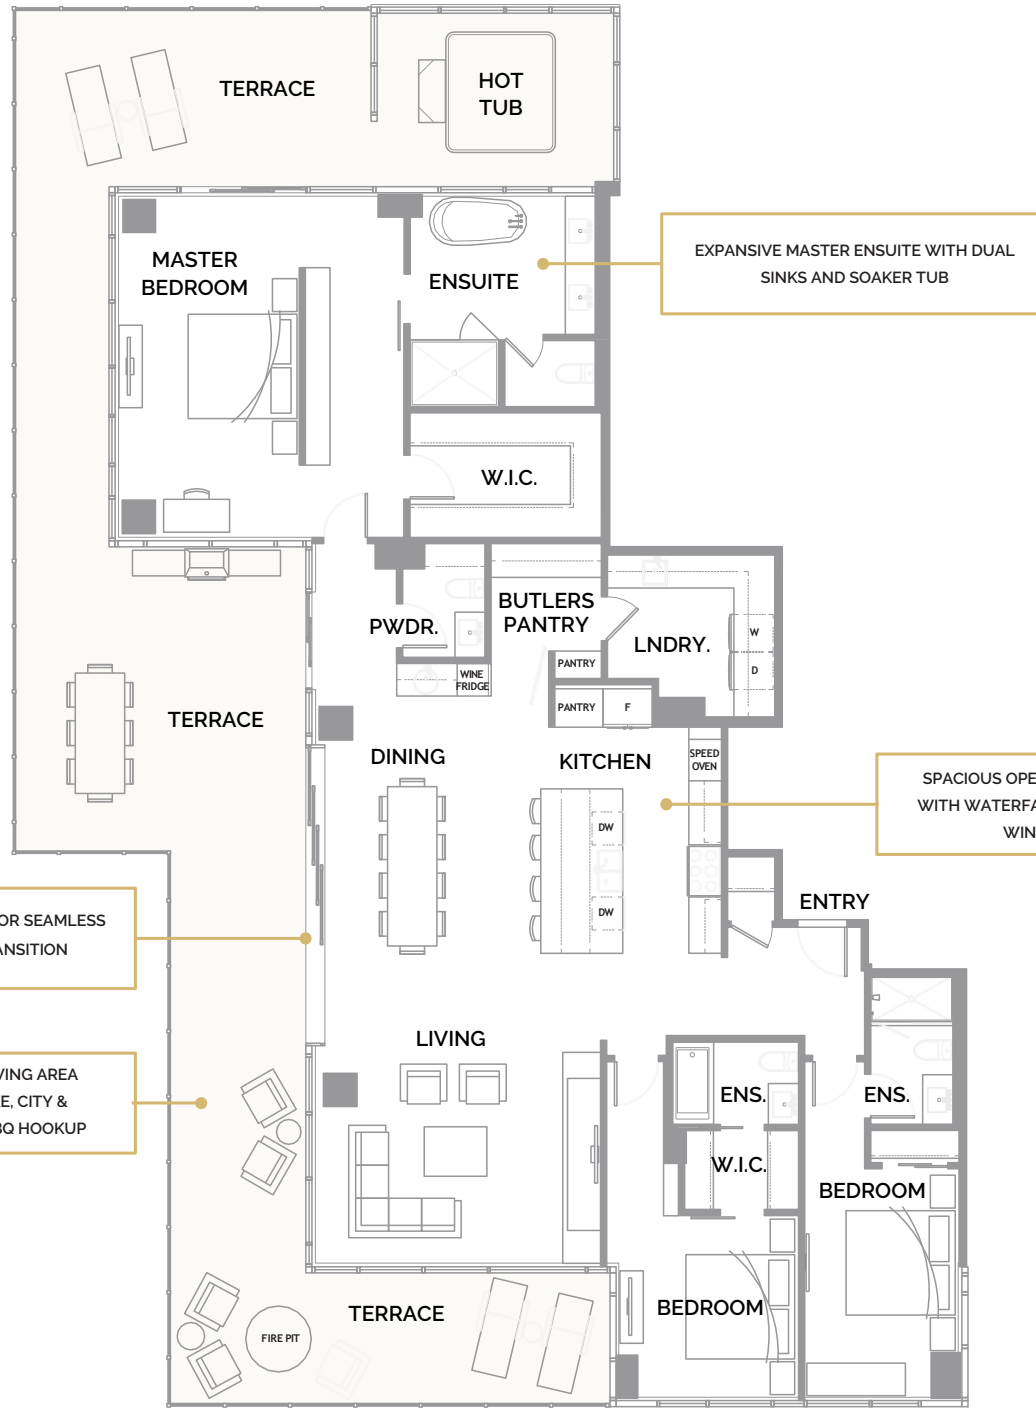 TERRACE
HOT
TUB
MASTER
BEDROOM
ENSUITE
EXPANSIVE MASTER ENSUITE WITH DUAL
SINKS AND SOAKER TUB
W.I.C.
PWDR.
BUTLERS
PANTRY
LNDRY.
W
D
WINE
FRIDGE
PANTRY
PANTRY
F
TERRACE
DINING
KITCHEN
SPEED
OVEN
DW
DW
SPACIOUS OPE
WITH WATERFA
WIN
ENTRY
OR SEAMLESS
ANSITION
LIVING
VING AREA
E, CITY &
BQ HOOKUP
ENS.
ENS.
W.I.C.
BEDROOM
BEDROOM
TERRACE
FIRE PIT